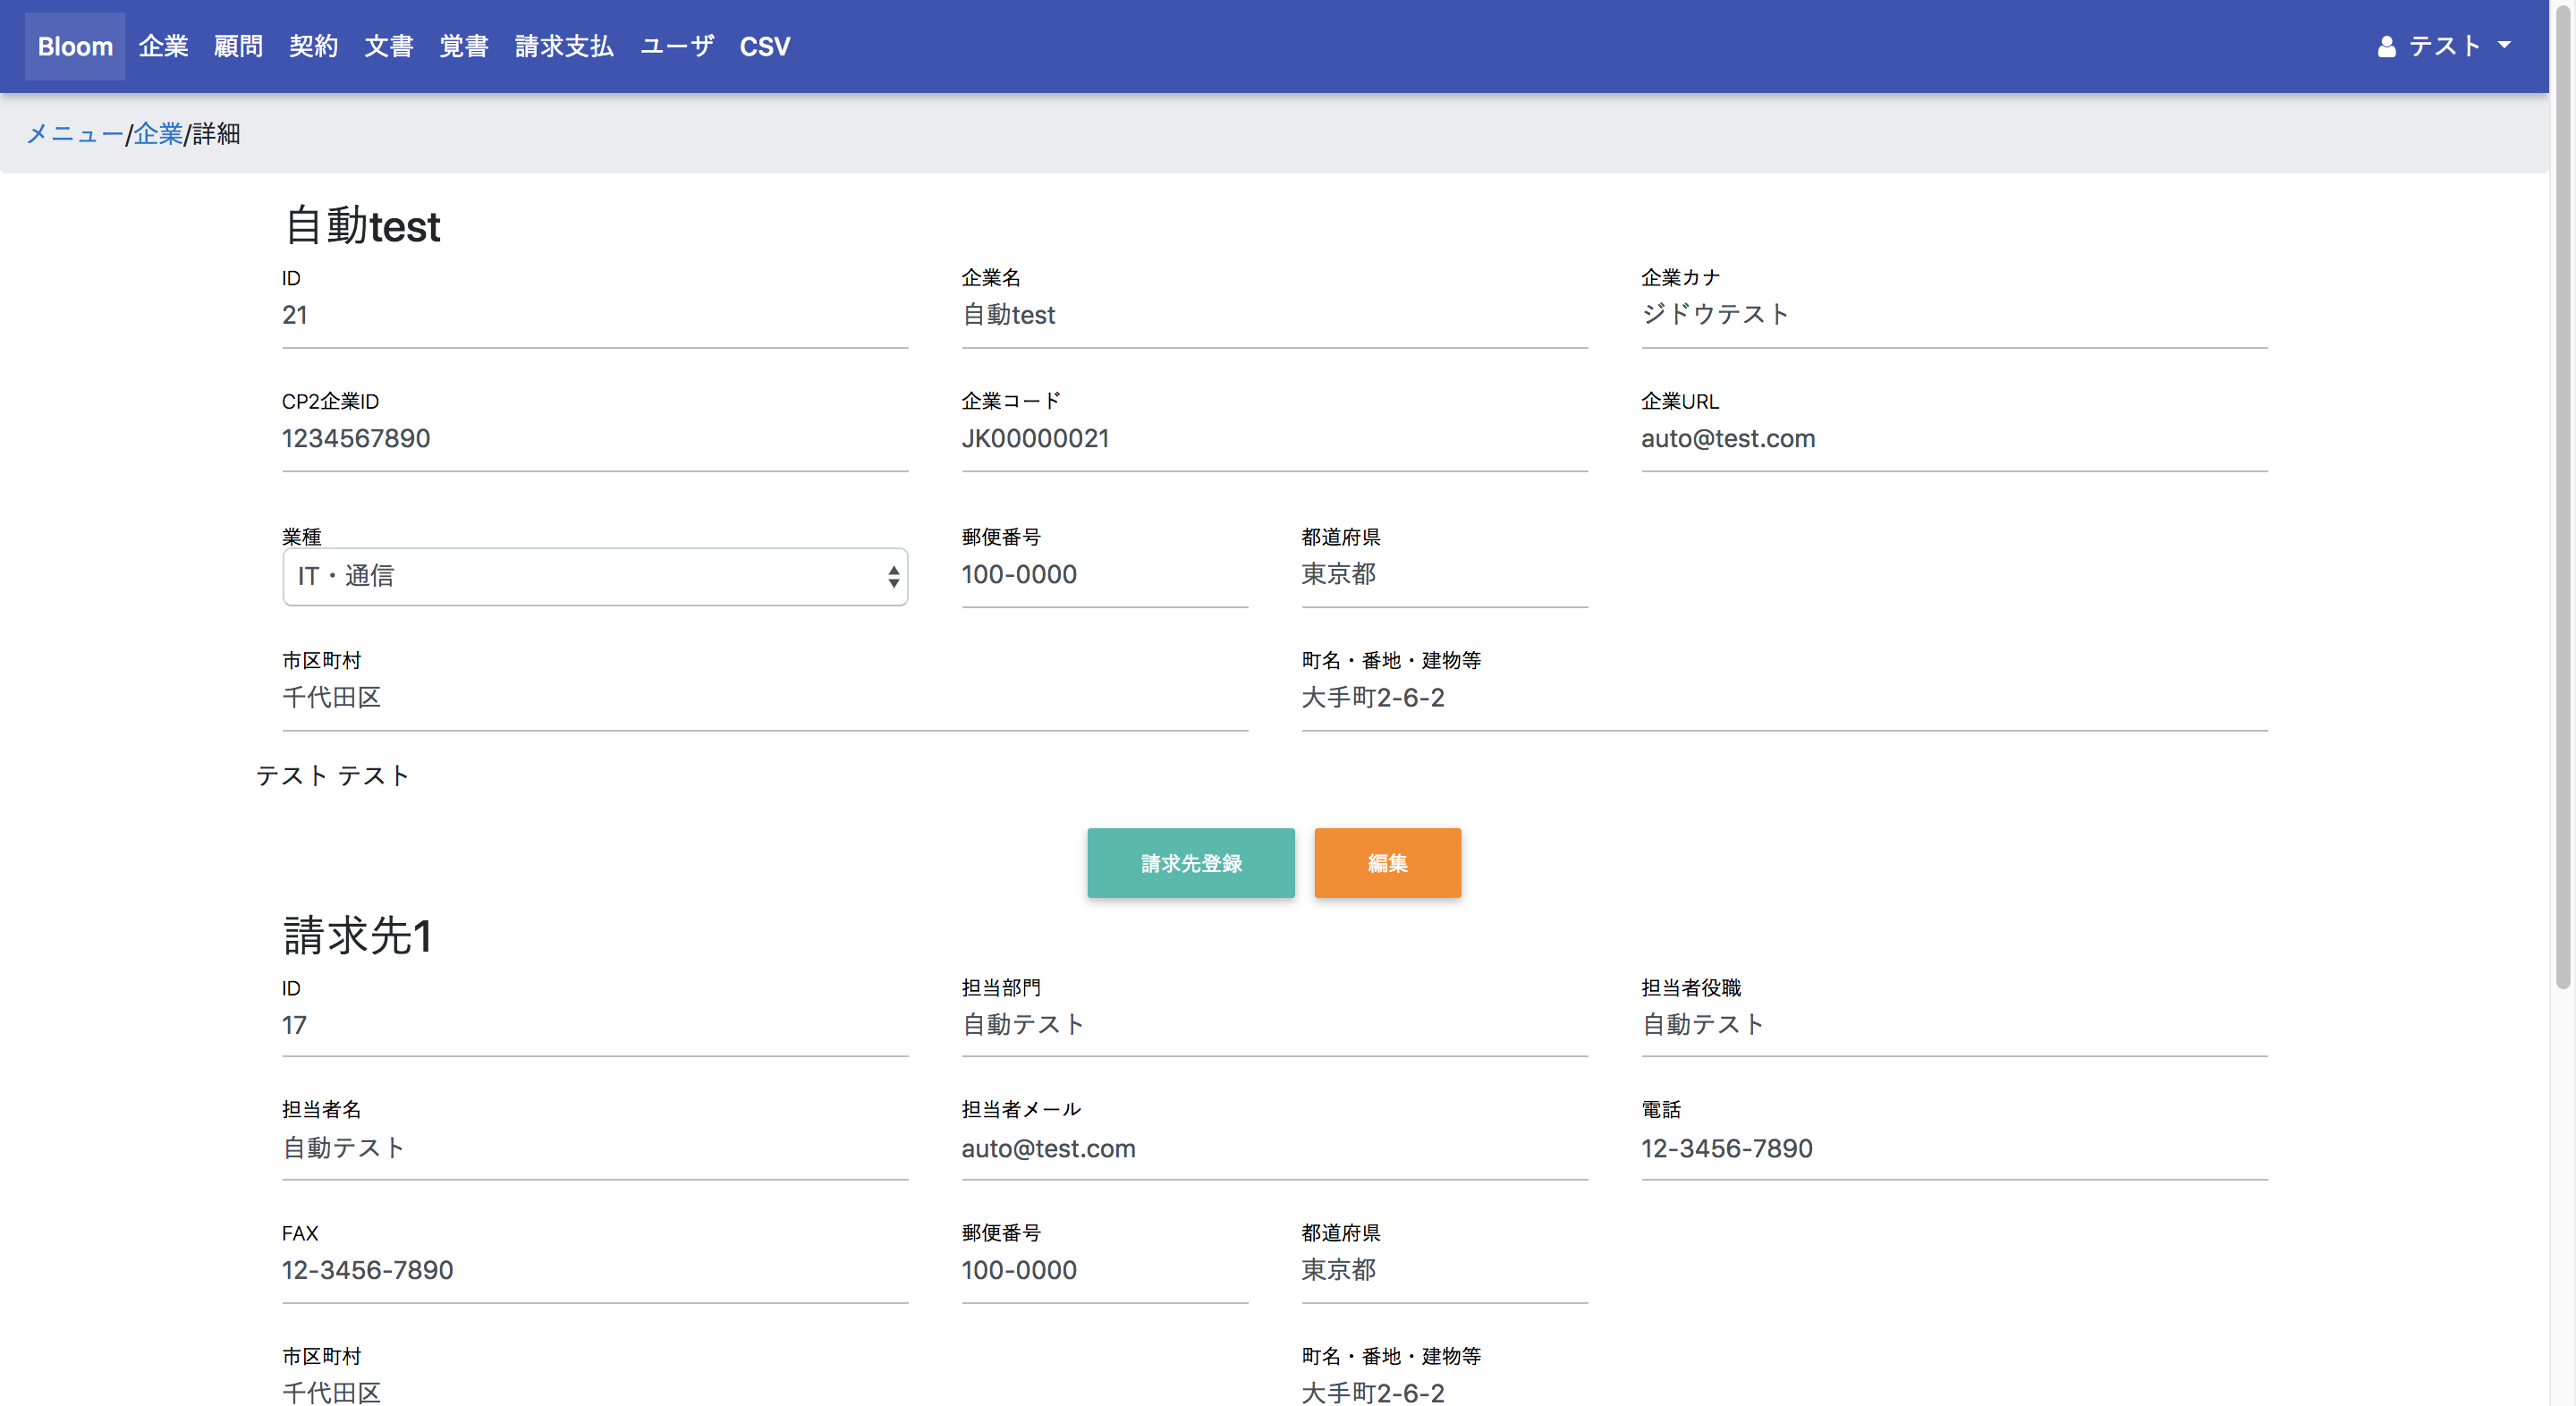 Bloom 企業 顧問 契約 文書 覚書 請求支払 ユーザ CSV テスト
メニュー/企業/詳細
自動test
ID 企業名 企業カナ
21 自動test ジドウテスト
CP2企業ID 企業コード 企業URL
1234567890 JK00000021 auto@test.com
業種 郵便番号 都道府県
IT・通信 100-0000 東京都
市区町村 町名・番地・建物等
千代田区 大手町2-6-2
テスト テスト
請求先登録 編集
請求先1
ID 担当部門 担当者役職
17 自動テスト 自動テスト
担当者名 担当者メール 電話
自動テスト auto@test.com 12-3456-7890
FAX 郵便番号 都道府県
12-3456-7890 100-0000 東京都
市区町村 町名・番地・建物等
千代田区 大手町2-6-2